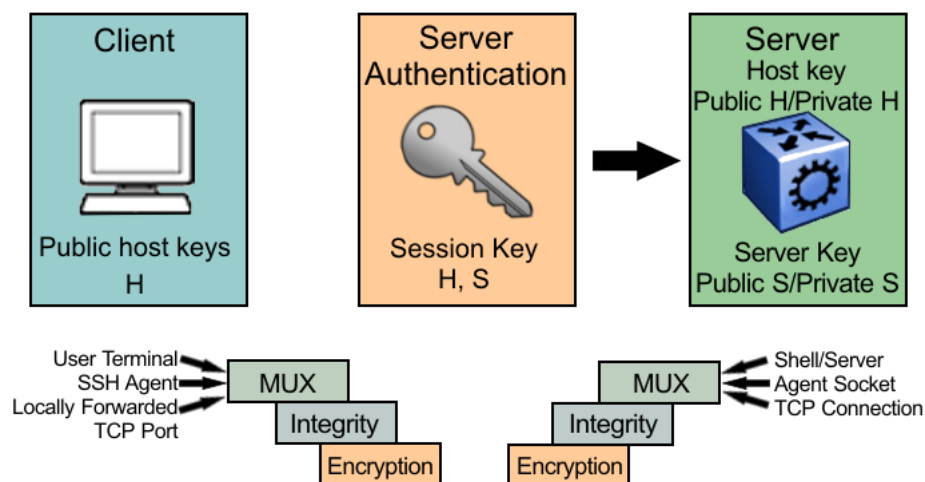 Client
Public host keys
H
Server
Authentication
Session Key
H, S
Server
Host key
Public H/Private H
Server Key
Public S/Private S
User Terminal
SSH Agent
Locally Forwarded
TCP Port
MUX
Integrity
Encryption
MUX
Integrity
Encryption
Shell/Server
Agent Socket
TCP Connection